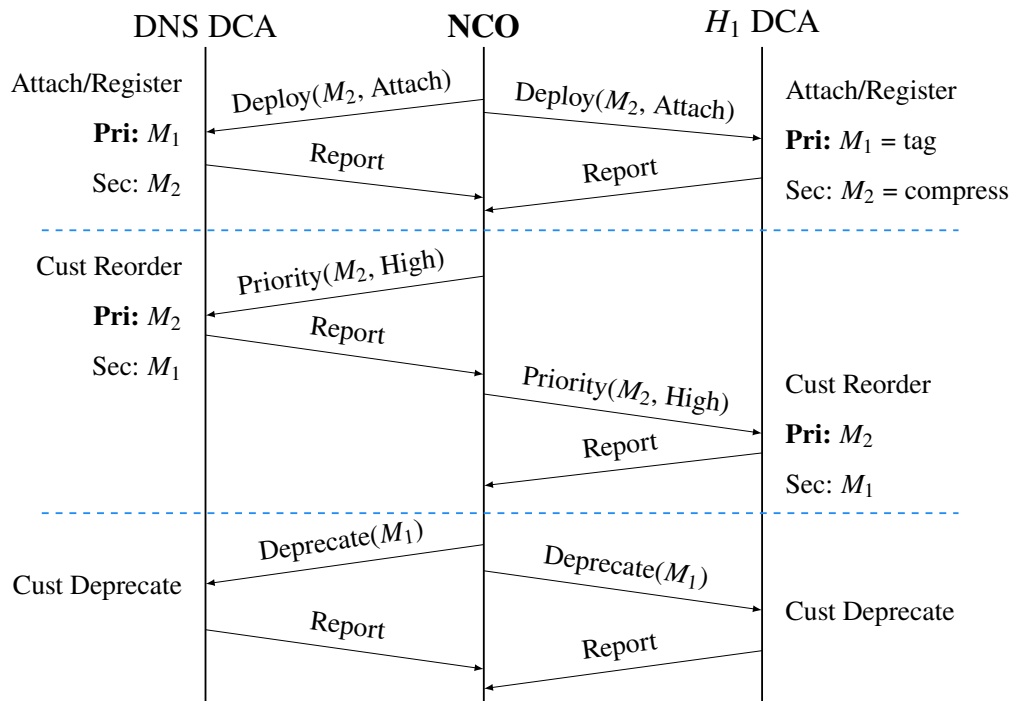 DNS DCA
NCO
H₁ DCA
Attach/Register
Deploy(M₂, Attach)
Deploy(M₂, Attach)
Attach/Register
Pri: M₁
Pri: M₁ = tag
Report
Report
Sec: M₂
Sec: M₂ = compress
Cust Reorder
Priority(M₂, High)
Pri: M₂
Report
Sec: M₁
Priority(M₂, High)
Cust Reorder
Pri: M₂
Report
Sec: M₁
Deprecate(M₁)
Deprecate(M₁)
Cust Deprecate
Cust Deprecate
Report
Report